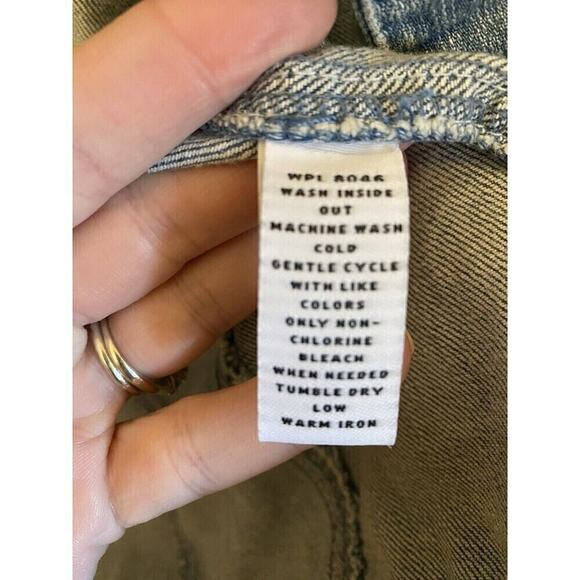 WPL 8046
WASH INSIDE
OUT
MACHINE WASH
COLD
GENTLE CYCLE
WITH LIKE
COLORS
ONLY NON-
CHLORINE
BLEACH
WHEN NEEDED
TUMBLE DRY
LOW
WARM IRON